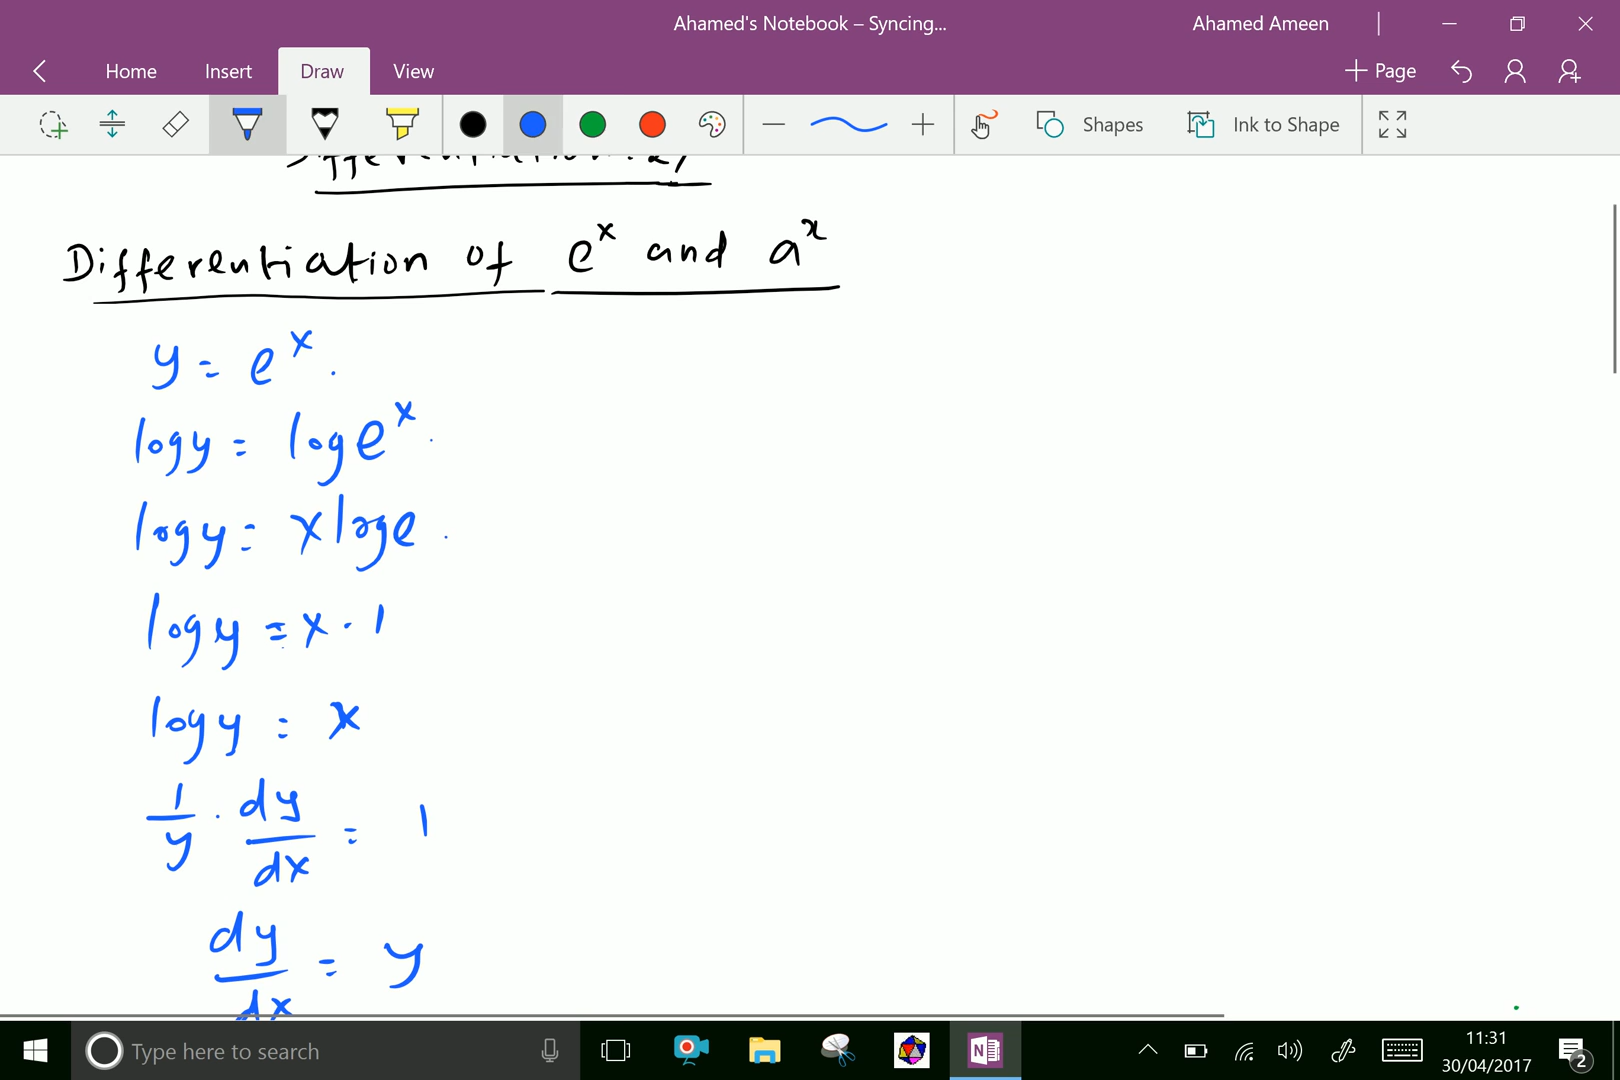 Ahamed's Notebook – Syncing... Ahamed Ameen
Home Insert Draw View Page
Shapes Ink to Shape
Differentiation of e^x and a^x
y = e^x.
log y = log e^x.
log y = x log e.
log y = x · 1
log y = x
1/y · dy/dx = 1
dy/dx = y
Type here to search
11:31
30/04/2017
2